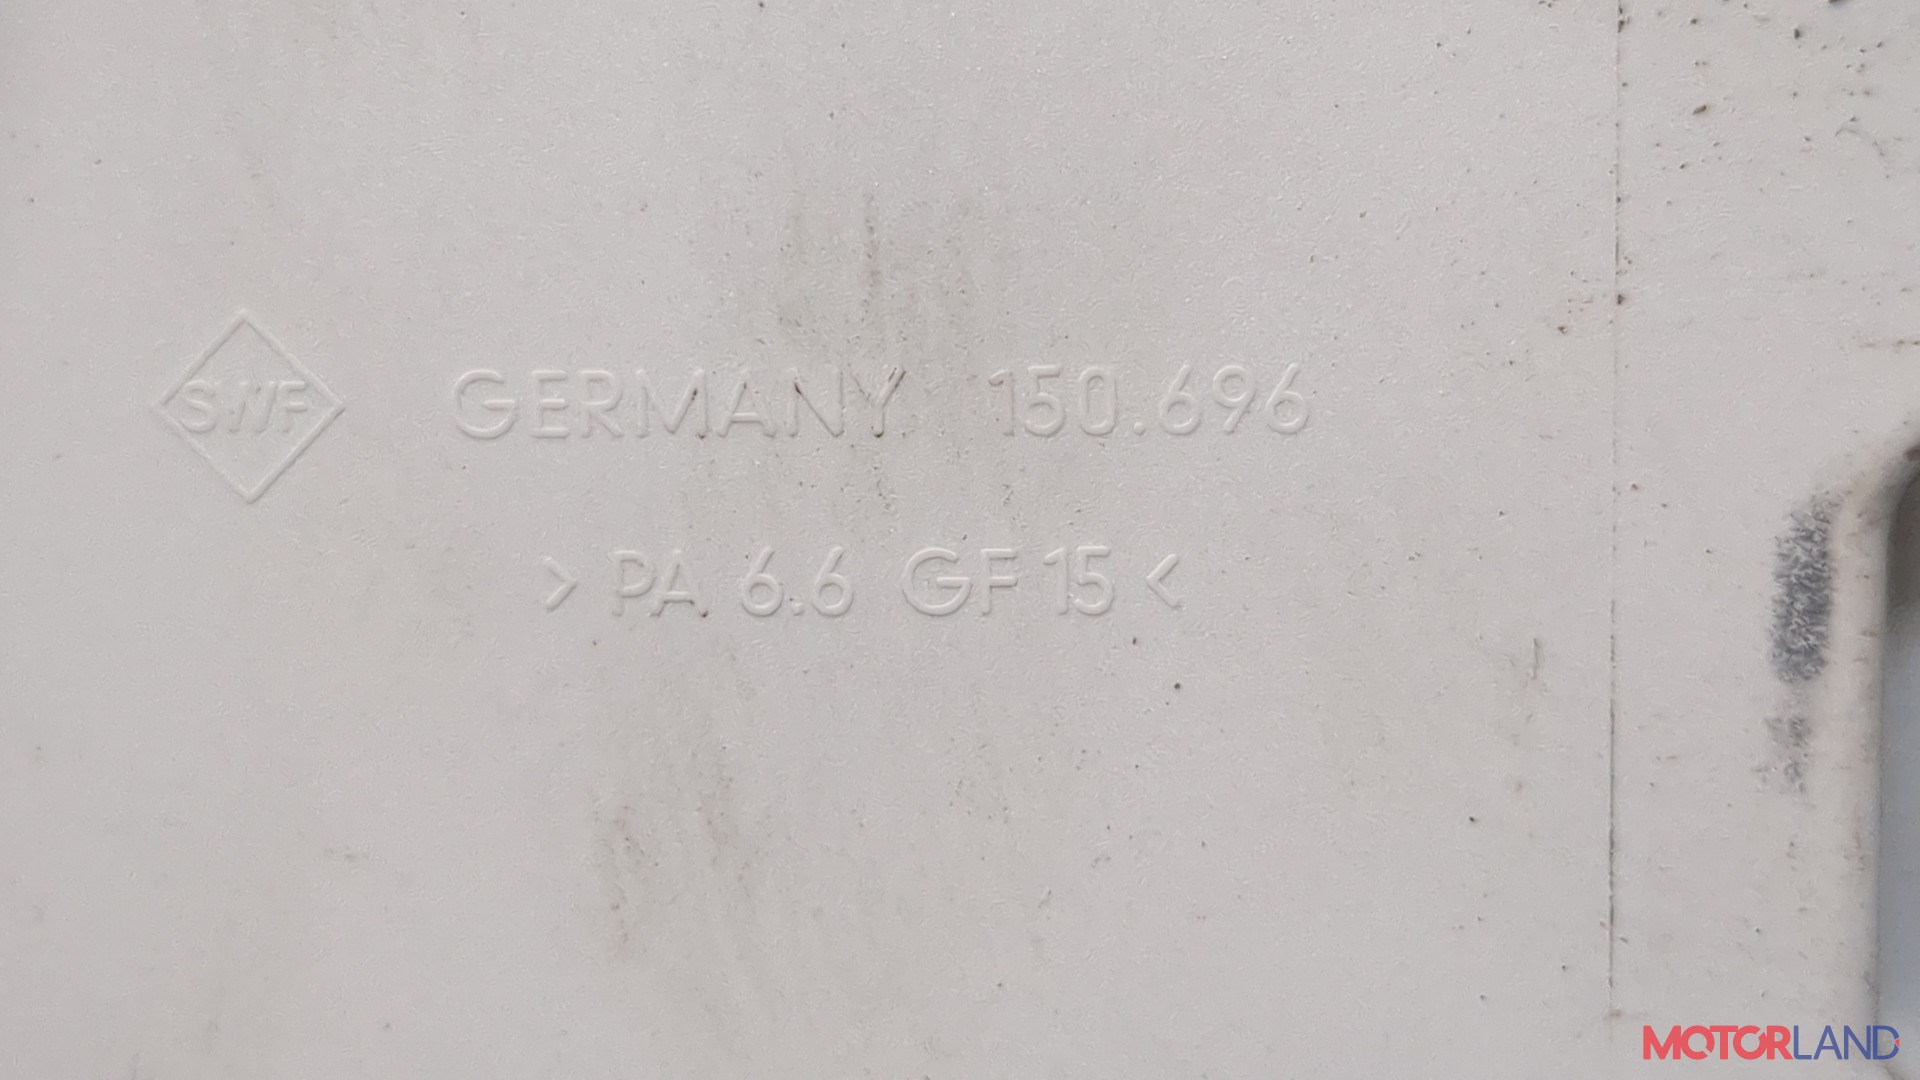 SWF GERMANY 150.696
> PA 6.6 GF 15 <
MOTORLAND